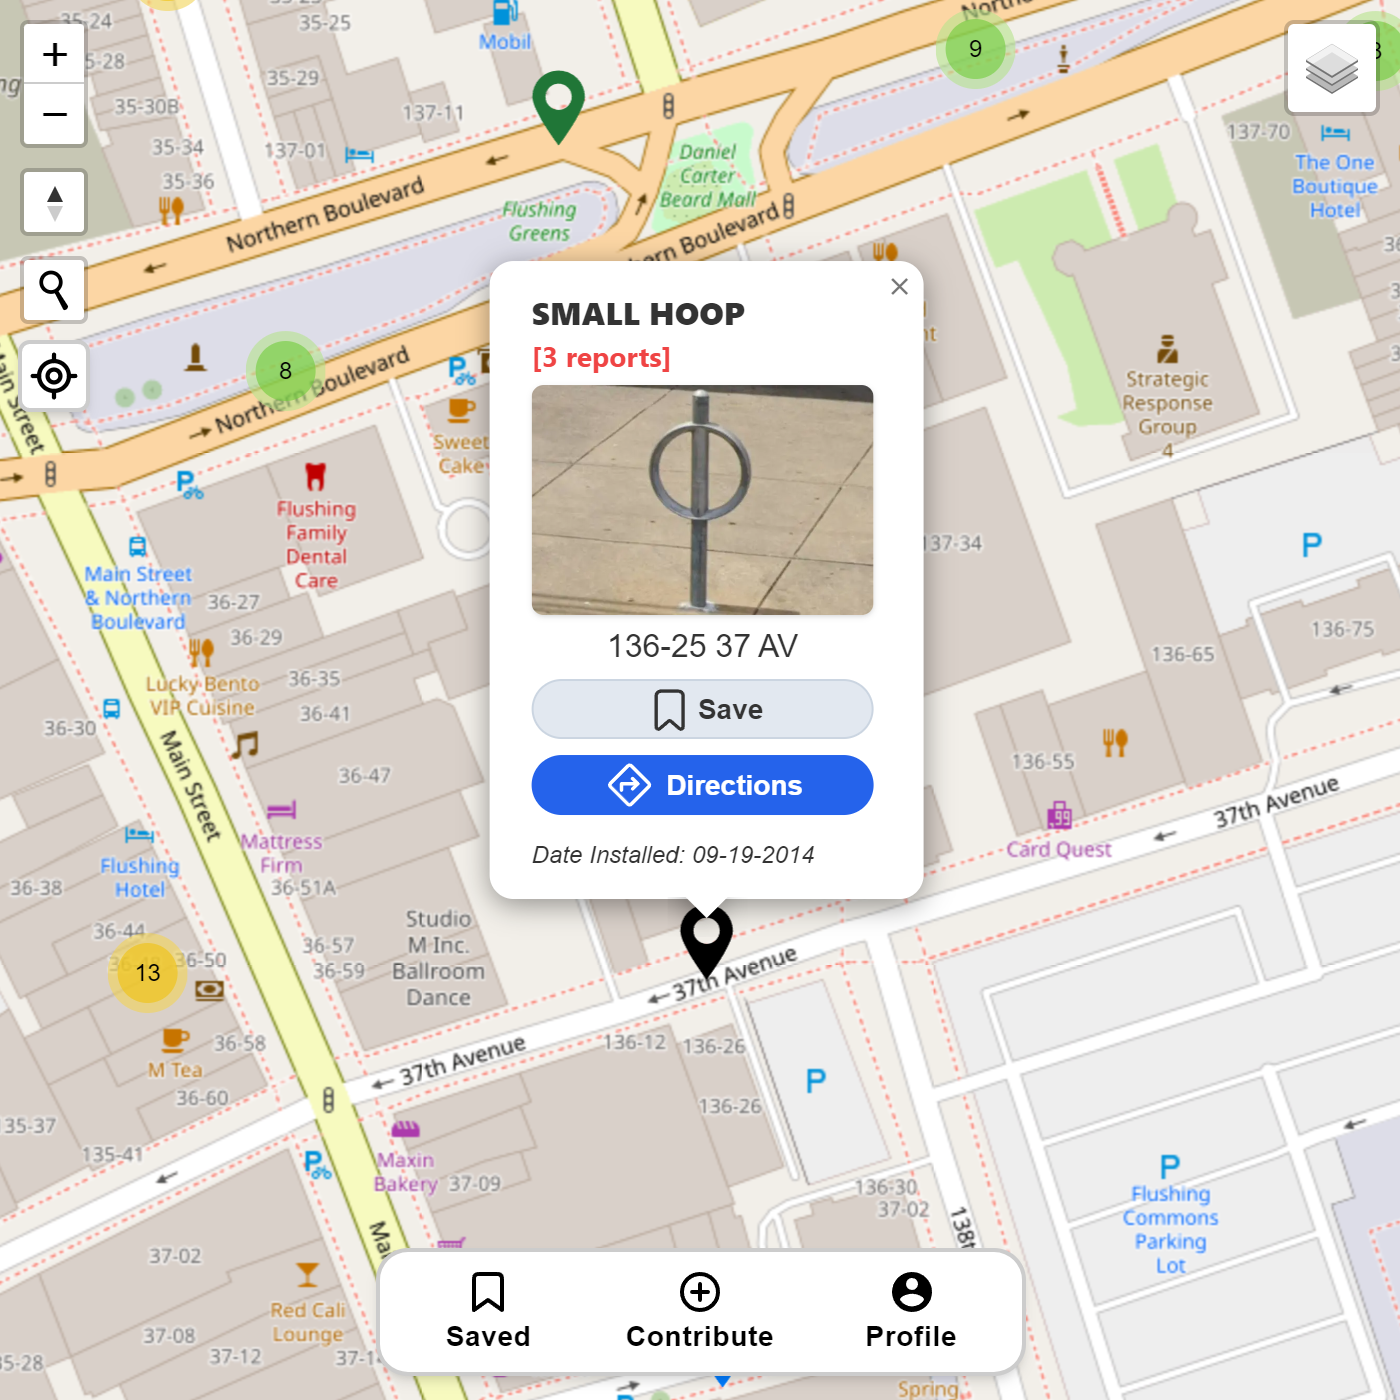 35-24
35-25
Mobil
Northe
9
35-28
35-29
35-30B
137-11
137-70
35-34
137-01
Daniel
Carter
Beard Mall
The One
Boutique
Hotel
35-36
Northern Boulevard
Flushing
Greens
SMALL HOOP
[3 reports]
136-25 37 AV
Save
Directions
Date Installed: 09-19-2014
8
Northern Boulevard
Main Street
Sweet
Cake
Strategic
Response
Group
4
Flushing
Family
Dental
Care
137-34
P
Main Street
& Northern
Boulevard
36-27
36-29
Lucky Bento
VIP Cuisine
36-35
36-41
36-30
Main Street
36-47
136-75
136-65
136-55
37th Avenue
Mattress
Firm
Card Quest
Flushing
Hotel
36-38
36-51A
Studio
M Inc.
Ballroom
Dance
36-44
36-57
36-50
36-59
13
37th Avenue
36-58
M Tea
37th Avenue
136-12
136-26
P
36-60
136-26
35-37
135-41
P
Maxin
Bakery
37-09
136-30
37-02
P
Flushing
Commons
Parking
Lot
37-02
Red Cali
Lounge
37-08
37-12
35-28
Saved
Contribute
Profile
Spring